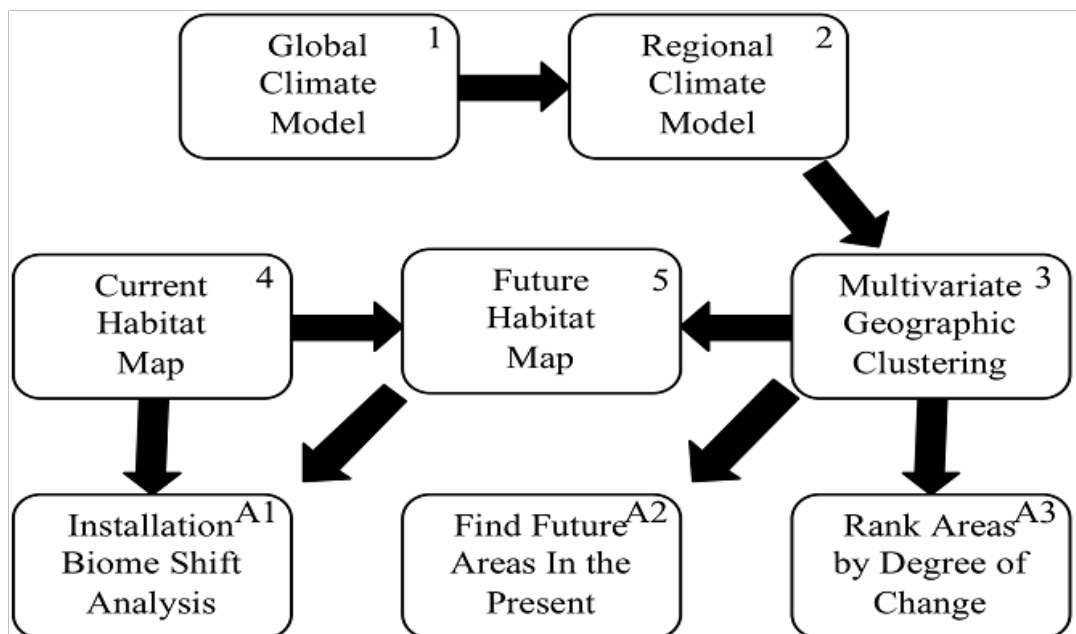 Global 1
Climate
Model
Regional 2
Climate
Model
Current 4
Habitat
Map
Future 5
Habitat
Map
Multivariate 3
Geographic
Clustering
Installation A1
Biome Shift
Analysis
Find Future A2
Areas In the
Present
Rank Areas A3
by Degree of
Change